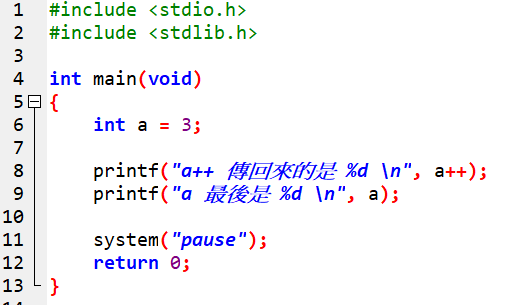 1 #include <stdio.h>
2 #include <stdlib.h>
3
4 int main(void)
5 {
6 int a = 3;
7
8 printf("a++ 傳回來的是 %d \n", a++);
9 printf("a 最後是 %d \n", a);
10
11 system("pause");
12 return 0;
13 }